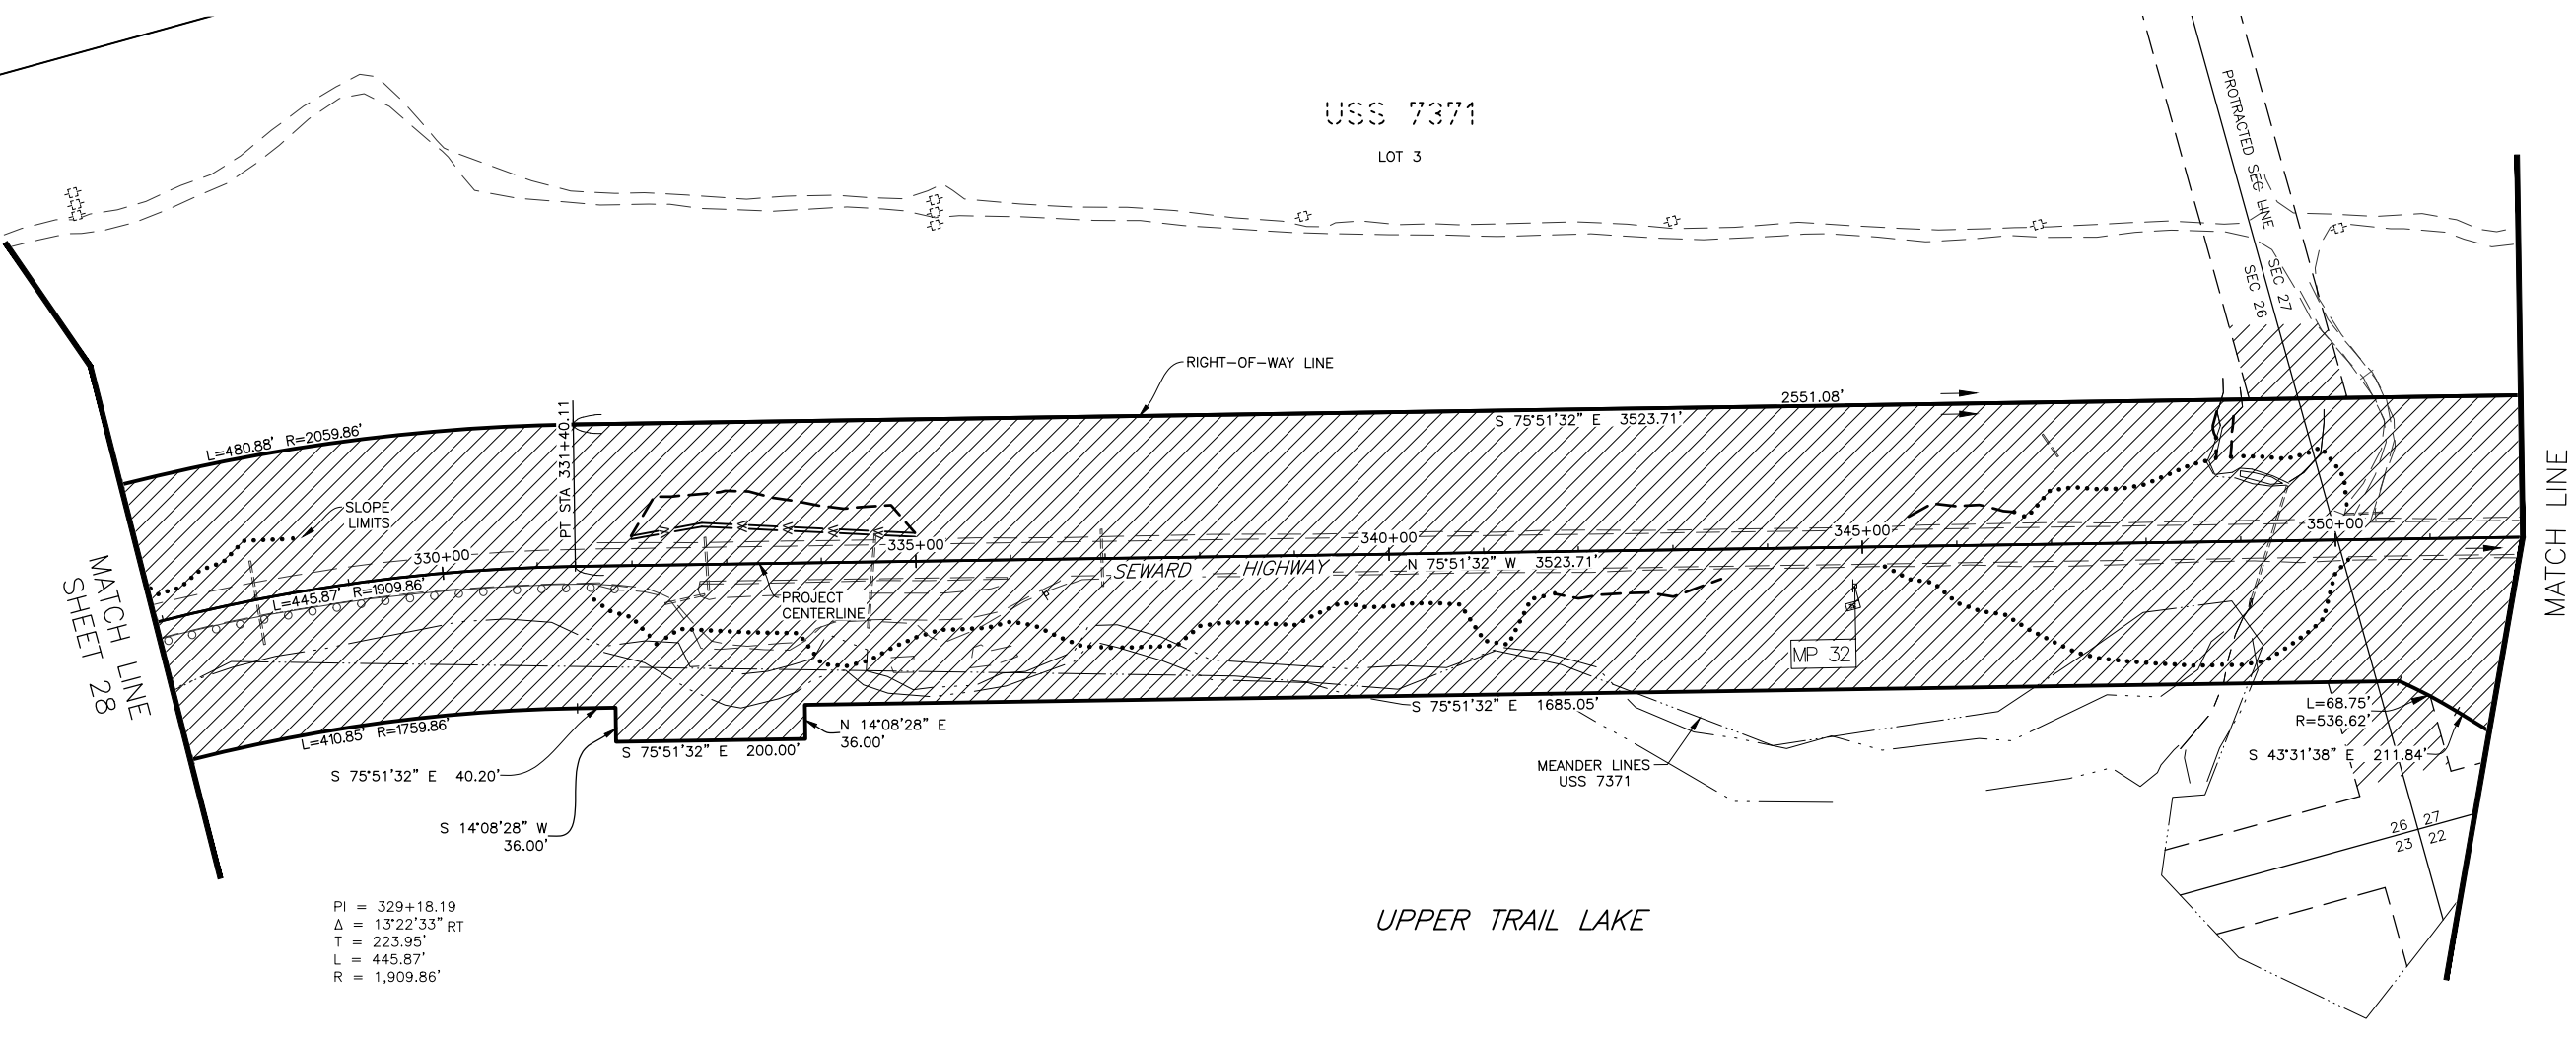 USS 7371
LOT 3
PROTRACTED SEC LINE
SEC 26
SEC 27
RIGHT-OF-WAY LINE
2551.08'
S 75°51'32" E 3523.71'
L=480.88' R=2059.86'
PT STA 331+40.11
SLOPE
LIMITS
330+00
335+00
340+00
345+00
350+00
L=445.87' R=1909.86'
PROJECT
CENTERLINE
SEWARD HIGHWAY
N 75°51'32" W 3523.71'
MATCH LINE
SHEET 28
MATCH LINE
MP 32
L=410.85' R=1759.86'
S 75°51'32" E 40.20'
S 14°08'28" W
36.00'
S 75°51'32" E 200.00'
N 14°08'28" E
36.00'
S 75°51'32" E 1685.05'
MEANDER LINES
USS 7371
L=68.75'
R=536.62'
S 43°31'38" E 211.84'
26 27
23 22
UPPER TRAIL LAKE
PI = 329+18.19
Δ = 13°22'33" RT
T = 223.95'
L = 445.87'
R = 1,909.86'